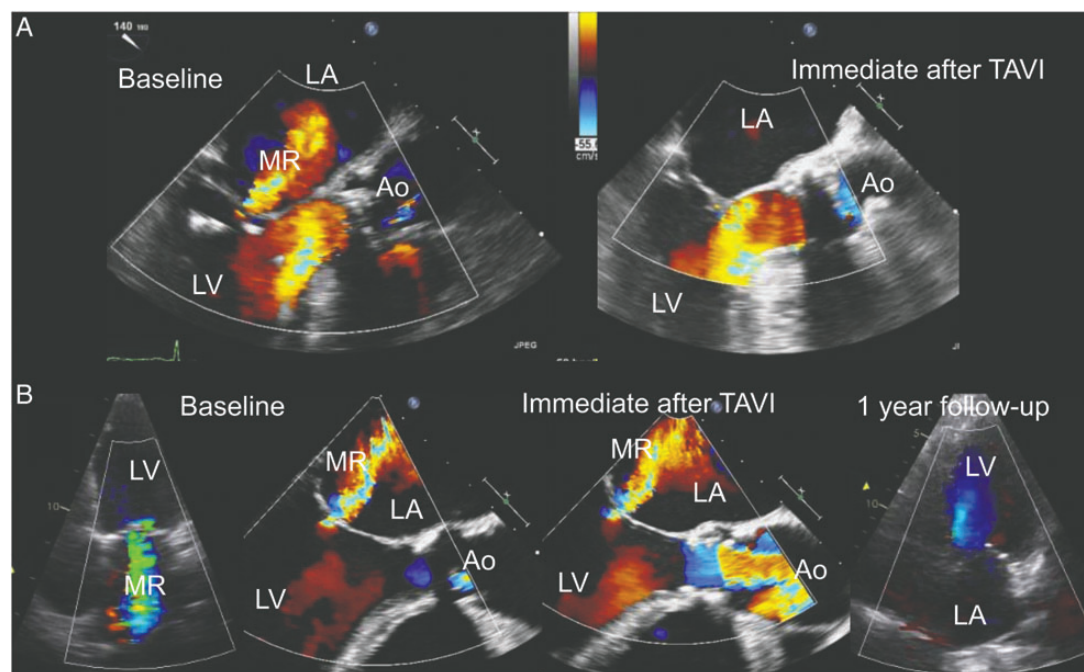 A
140 180
Baseline
LA
MR
Ao
LV
JPEG
-55.
cm/s
Immediate after TAVI
LA
Ao
LV
B
Baseline
LV
10
MR
MR
LA
LV
Ao
Immediate after TAVI
MR
LA
LV
Ao
1 year follow-up
5
LV
10
LA